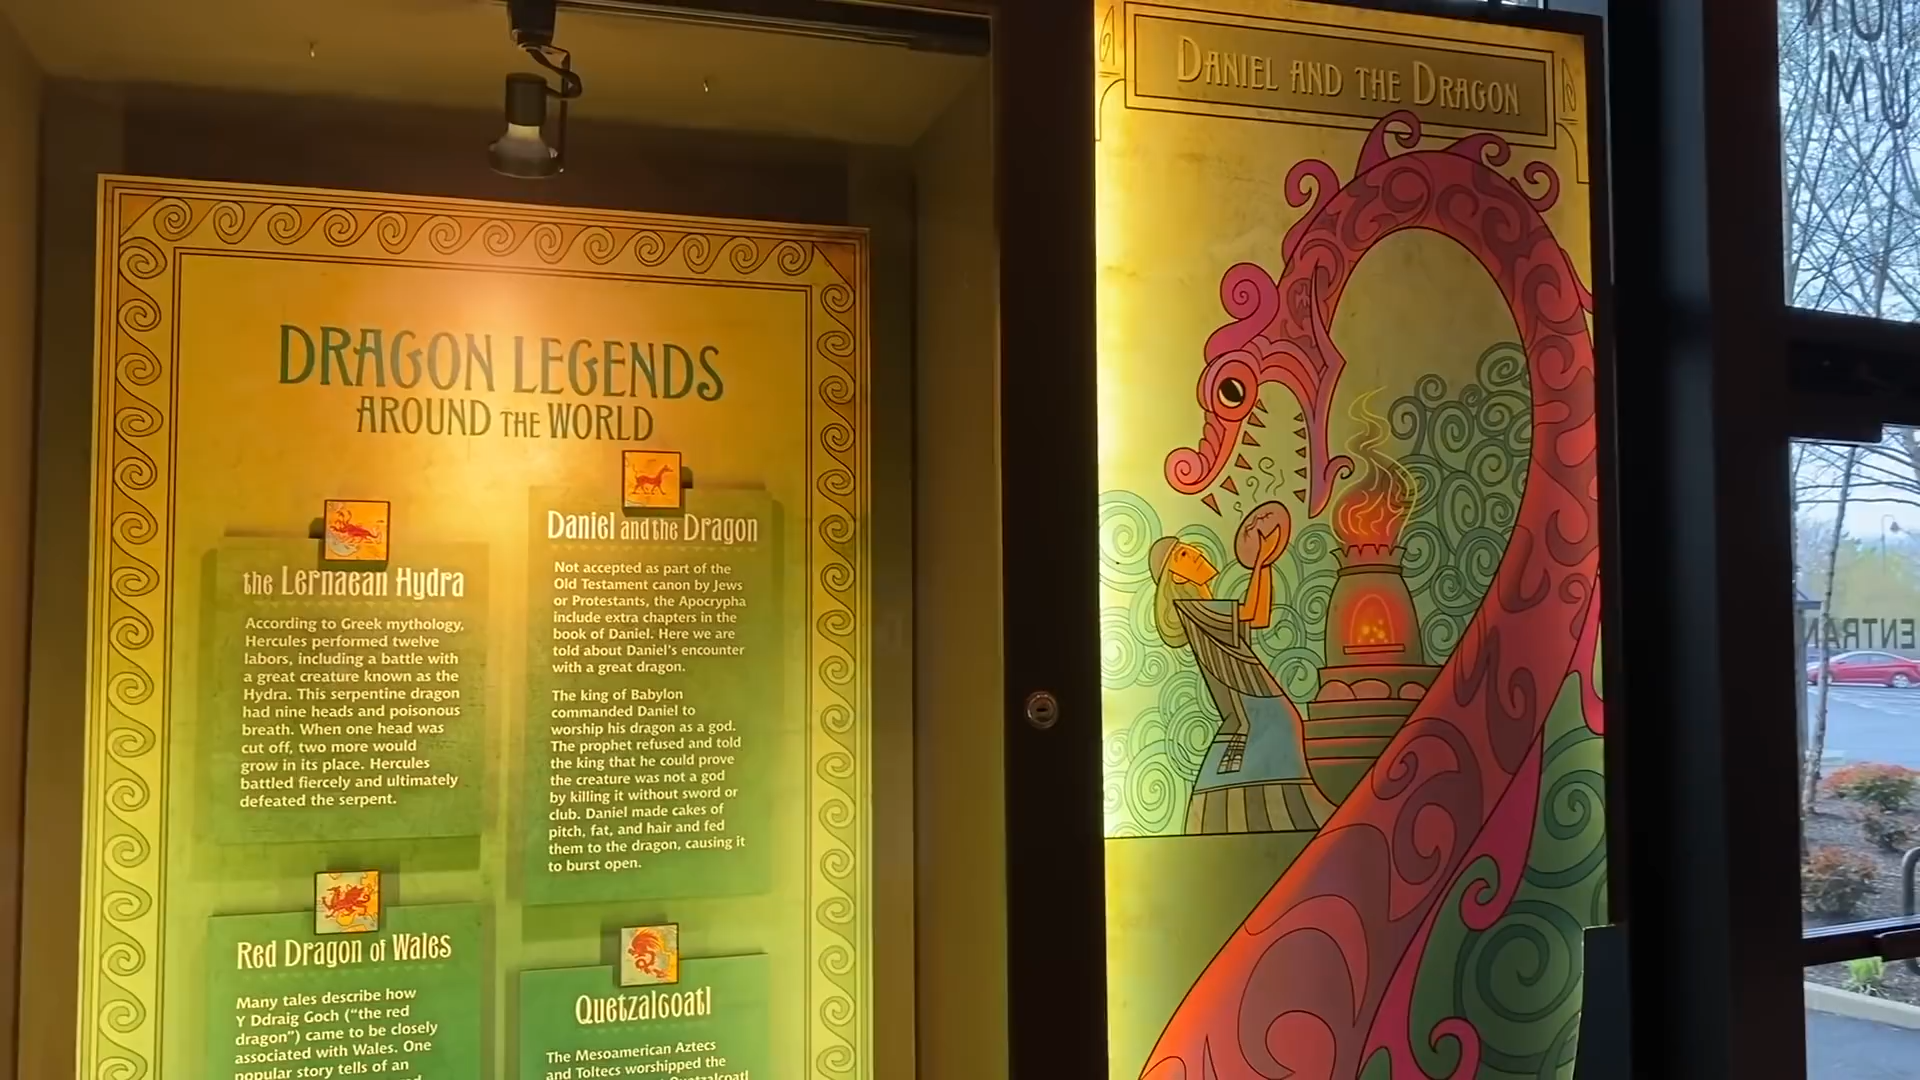 DRAGON LEGENDS
AROUND THE WORLD
the Lernaean Hydra
According to Greek mythology,
Hercules performed twelve
labors, including a battle with
a great creature known as the
Hydra. This serpentine dragon
had nine heads and poisonous
breath. When one head was
cut off, two more would
grow in its place. Hercules
battled fiercely and ultimately
defeated the serpent.
Daniel and the Dragon
Not accepted as part of the
Old Testament canon by Jews
or Protestants, the Apocrypha
include extra chapters in the
book of Daniel. Here we are
told about Daniel's encounter
with a great dragon.
The king of Babylon
commanded Daniel to
worship his dragon as a god.
The prophet refused and told
the king that he could prove
the creature was not a god
by killing it without sword or
club. Daniel made cakes of
pitch, fat, and hair and fed
them to the dragon, causing it
to burst open.
Red Dragon of Wales
Many tales describe how
Y Ddraig Goch (“the red
dragon”) came to be closely
associated with Wales. One
popular story tells of an
Quetzalcoatl
The Mesoamerican Aztecs
and Toltecs worshipped the
Quetzalcoatl
DANIEL AND THE DRAGON
ENTRAN